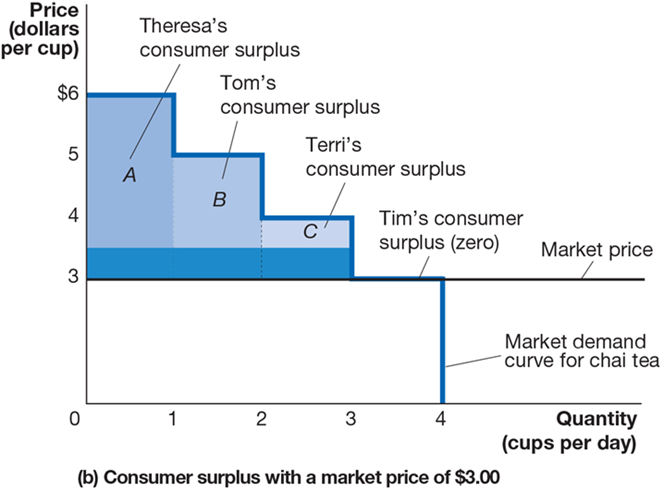 Price
(dollars
per cup)
Theresa's
consumer surplus
Tom's
consumer surplus
Terri's
consumer surplus
Tim's consumer
surplus (zero)
Market price
$6
5
4
3
A
B
C
Market demand
curve for chai tea
0
1
2
3
4
Quantity
(cups per day)
(b) Consumer surplus with a market price of $3.00